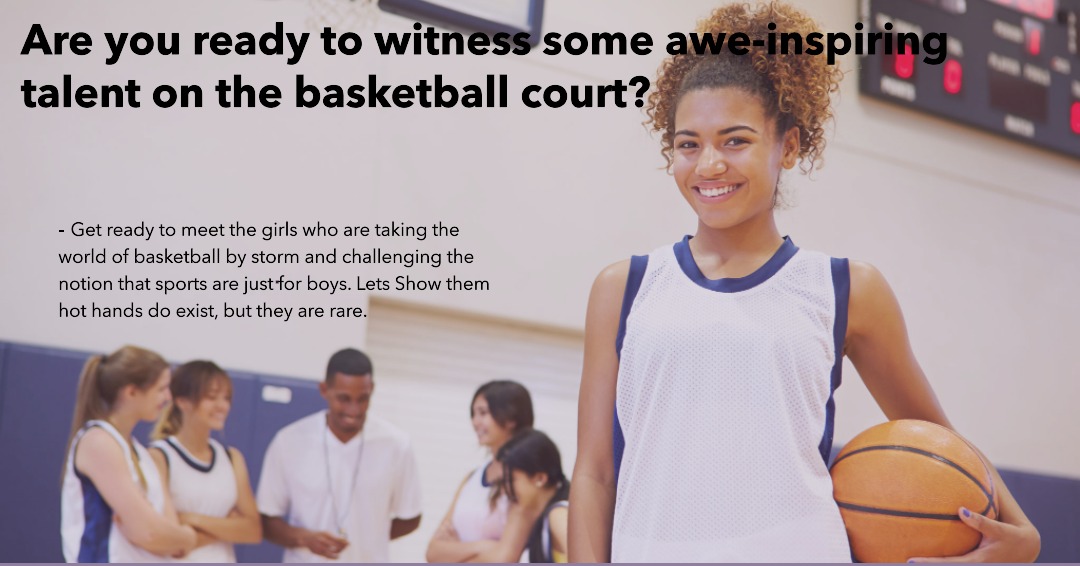 Are you ready to witness some awe-inspiring
talent on the basketball court?
- Get ready to meet the girls who are taking the
world of basketball by storm and challenging the
notion that sports are just for boys. Lets Show them
hot hands do exist, but they are rare.